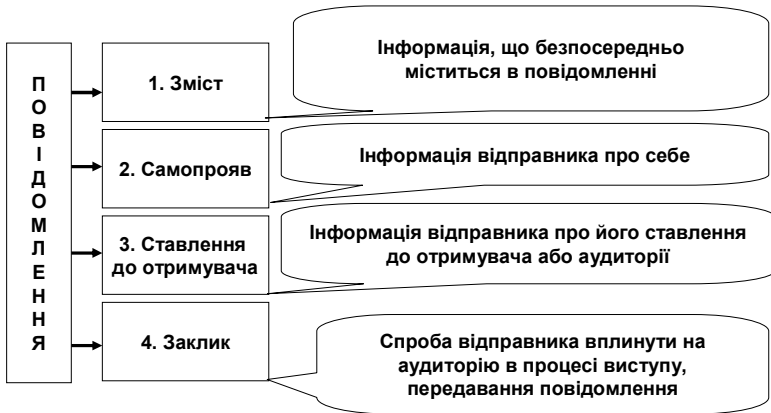 ПОВІДОМЛЕННЯ
1. Зміст
Інформація, що безпосередньо
міститься в повідомленні
2. Самопрояв
Інформація відправника про себе
3. Ставлення
до отримувача
Інформація відправника про його ставлення
до отримувача або аудиторії
4. Заклик
Спроба відправника вплинути на
аудиторію в процесі виступу,
передавання повідомлення